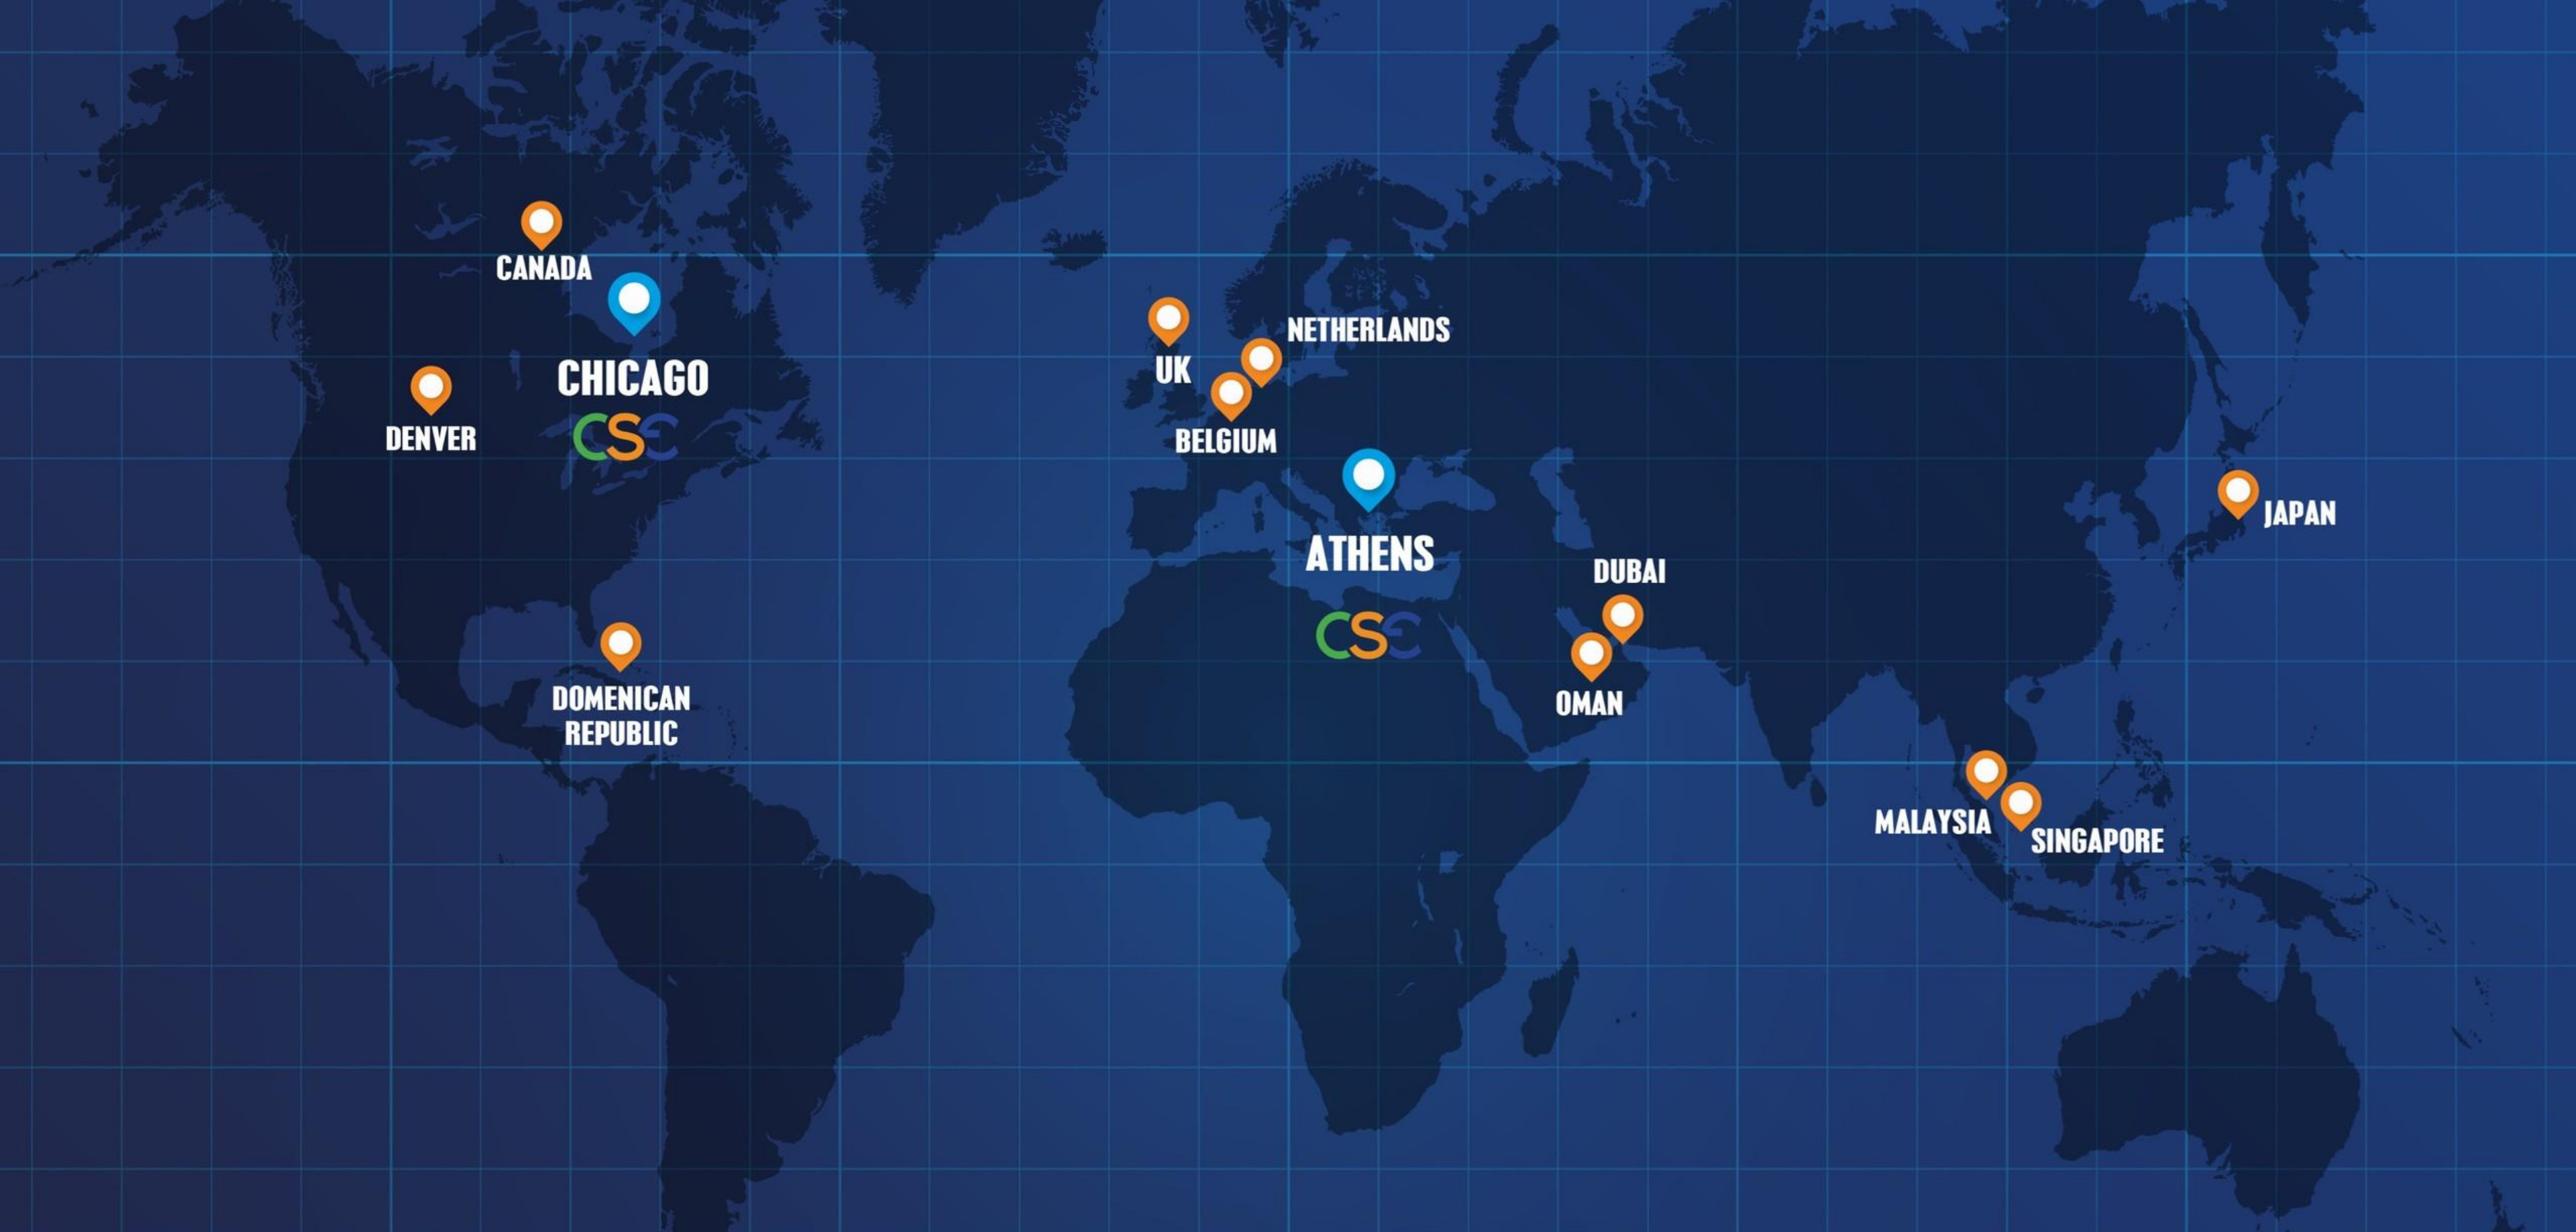 CANADA
CHICAGO
CSE
DENVER
DOMENICAN
REPUBLIC
UK
NETHERLANDS
BELGIUM
ATHENS
CSE
DUBAI
OMAN
JAPAN
MALAYSIA
SINGAPORE